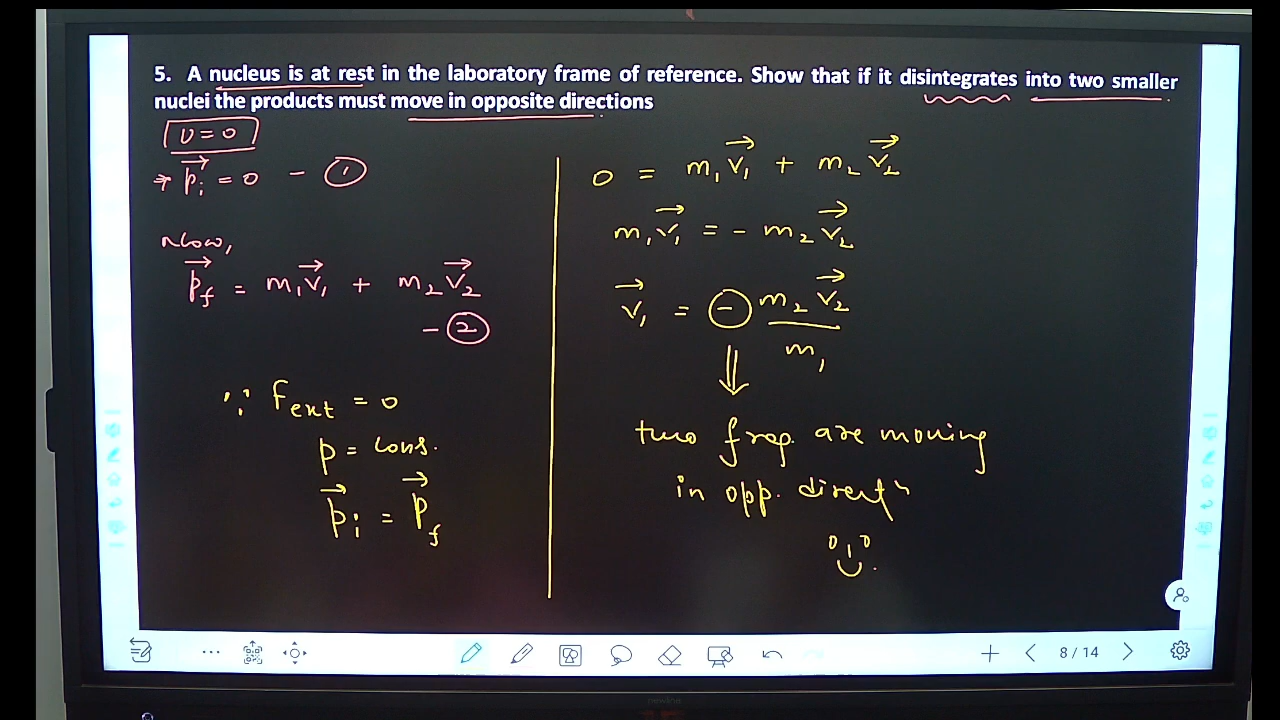 5. A nucleus is at rest in the laboratory frame of reference. Show that if it disintegrates into two smaller
nuclei the products must move in opposite directions
v = 0
⇒ p⃗ᵢ = 0 - ①
Now,
p⃗_f = m₁v⃗₁ + m₂v⃗₂
- ②
∵ Fext = 0
p = cons.
p⃗ᵢ = p⃗_f
0 = m₁v⃗₁ + m₂v⃗₂
m₁v⃗₁ = - m₂v⃗₂
v⃗₁ = - m₂v⃗₂ / m₁
⇓
two frag. are moving
in opp. directⁿ
8 / 14